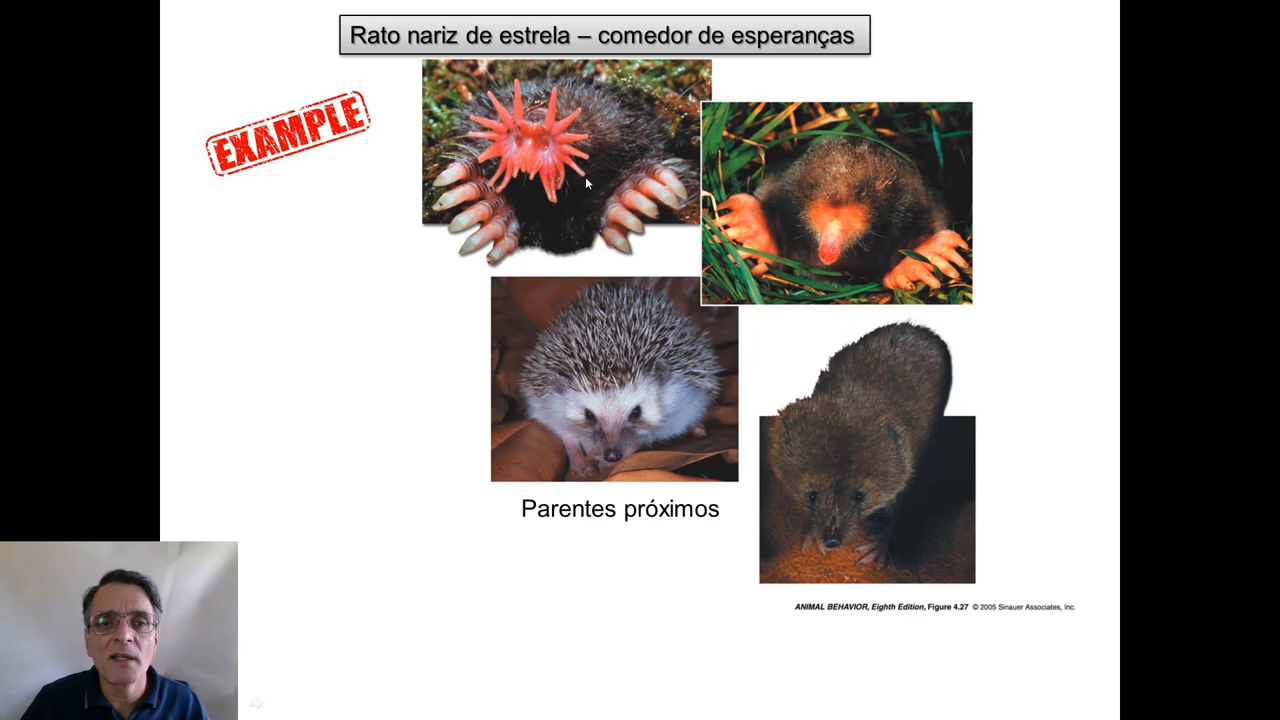 Rato nariz de estrela – comedor de esperanças
EXAMPLE
Parentes próximos
ANIMAL BEHAVIOR, Eighth Edition, Figure 4.27 © 2005 Sinauer Associates, Inc.